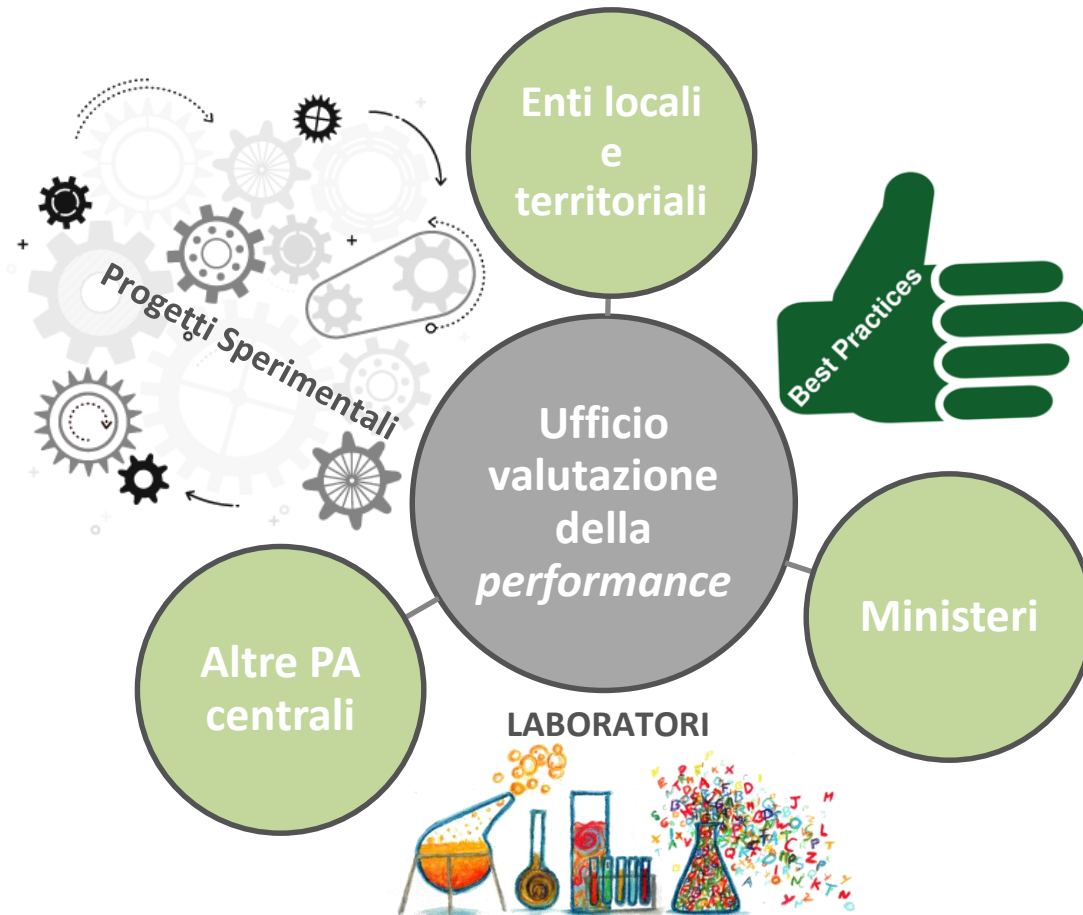 Enti locali
e
territoriali
Progetti Sperimentali
Best Practices
Ufficio
valutazione
della
performance
Ministeri
Altre PA
centrali
LABORATORI